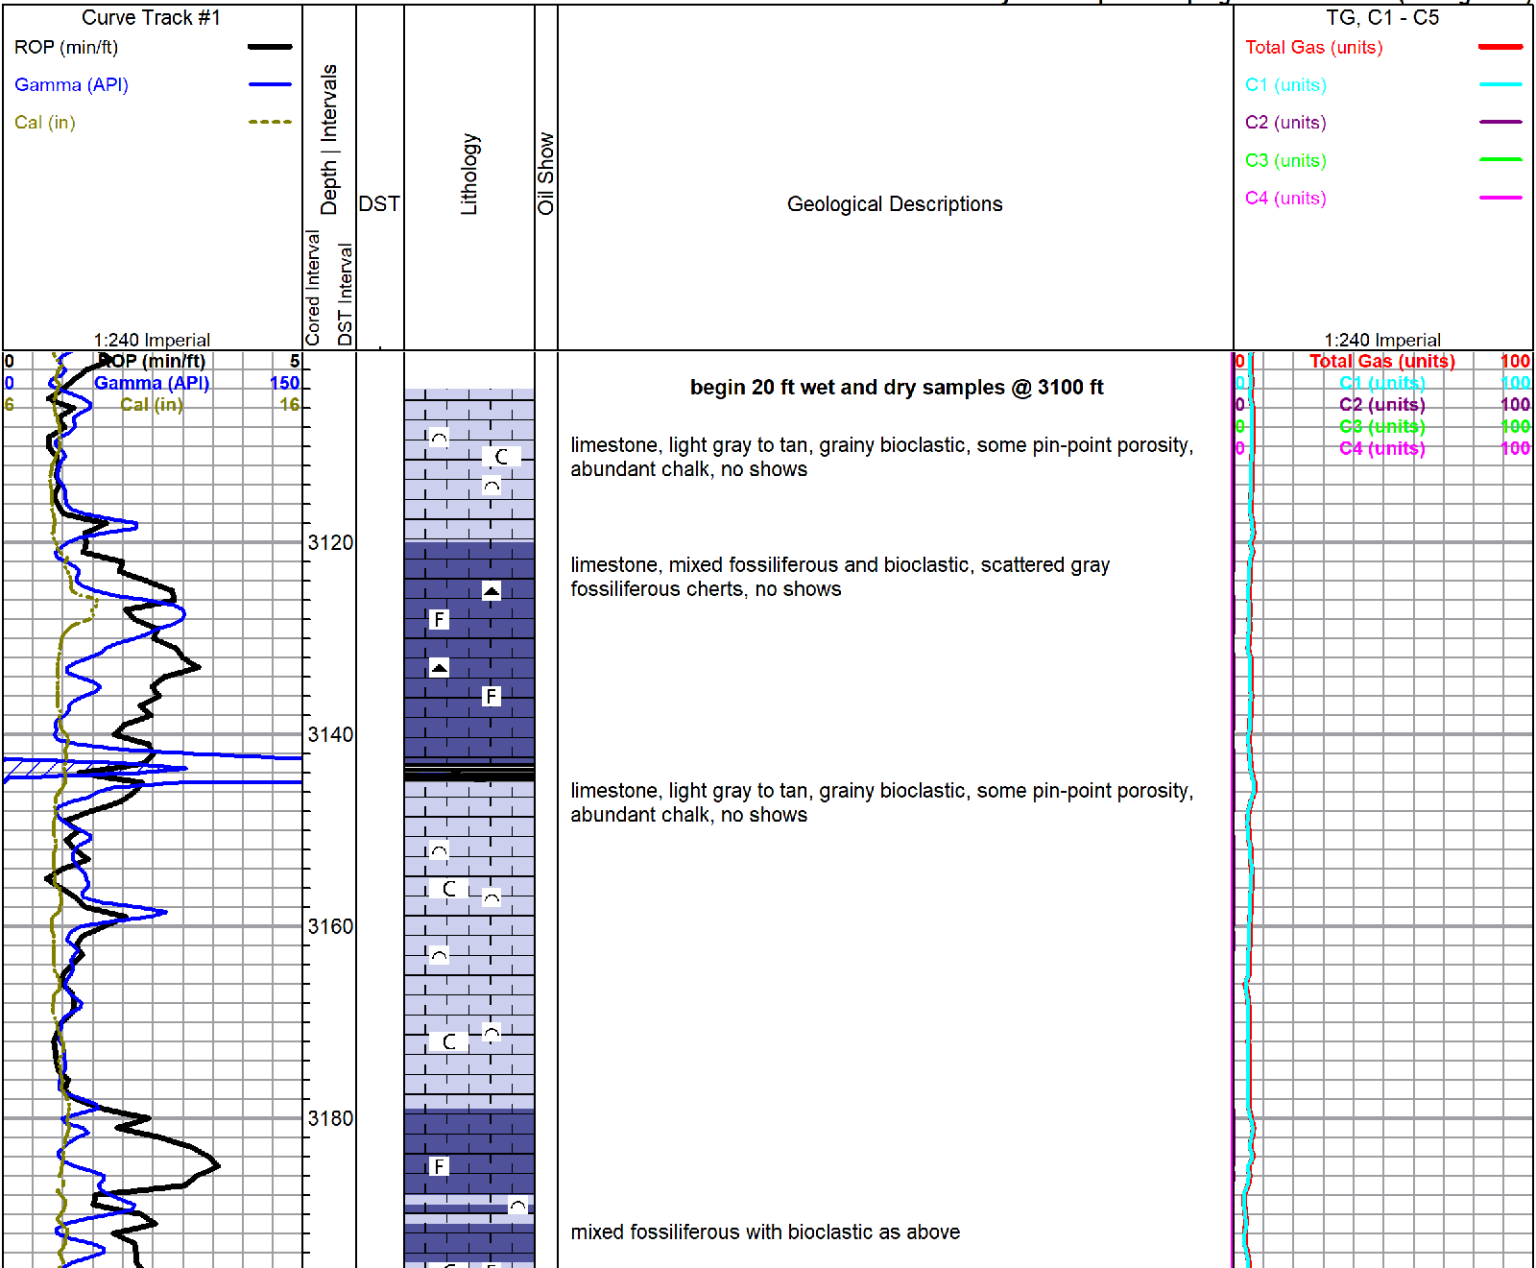 Curve Track #1
ROP (min/ft)
Gamma (API)
Cal (in)
1:240 Imperial
Depth | Intervals
Cored Interval
DST Interval
DST
Lithology
Oil Show
Geological Descriptions
TG, C1 - C5
Total Gas (units)
C1 (units)
C2 (units)
C3 (units)
C4 (units)
1:240 Imperial
0 ROP (min/ft) 5
0 Gamma (API) 150
6 Cal (in) 16
0 Total Gas (units) 100
0 C1 (units) 100
0 C2 (units) 100
0 C3 (units) 100
0 C4 (units) 100
begin 20 ft wet and dry samples @ 3100 ft
limestone, light gray to tan, grainy bioclastic, some pin-point porosity,
abundant chalk, no shows
C
3120
limestone, mixed fossiliferous and bioclastic, scattered gray
fossiliferous cherts, no shows
F
F
3140
limestone, light gray to tan, grainy bioclastic, some pin-point porosity,
abundant chalk, no shows
C
3160
C
3180
F
mixed fossiliferous with bioclastic as above